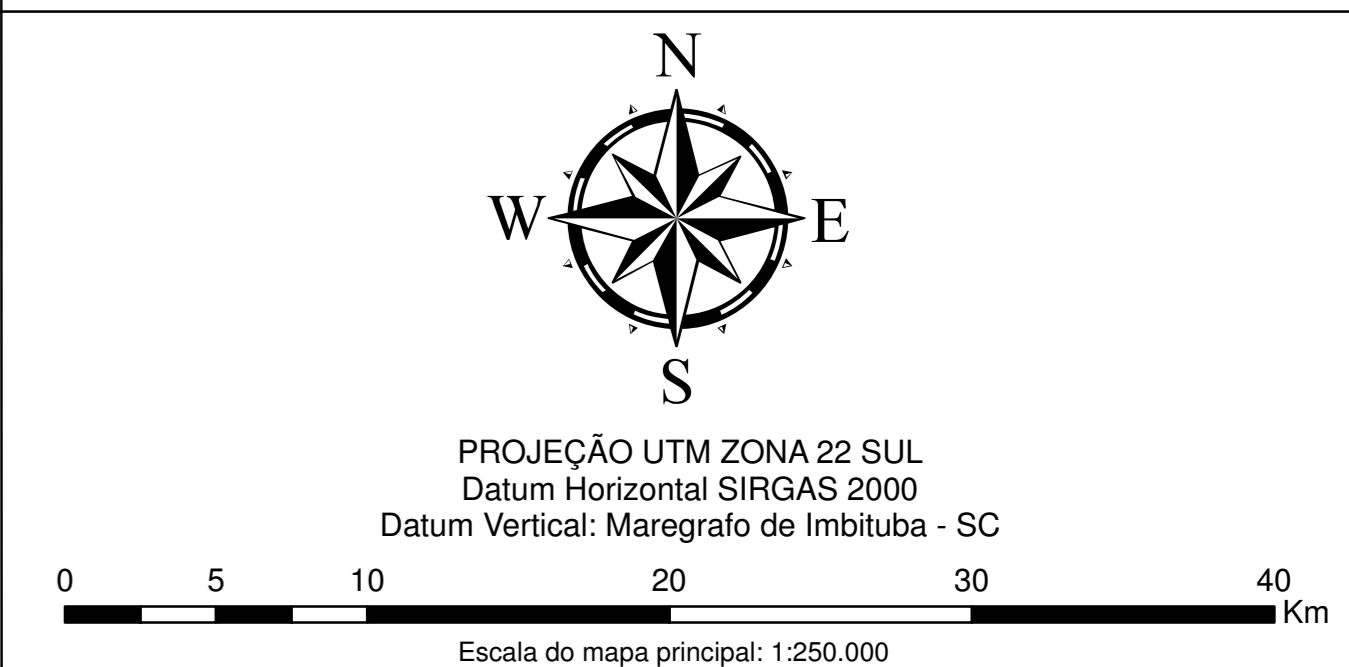 N
W E
S
PROJEÇÃO UTM ZONA 22 SUL
Datum Horizontal SIRGAS 2000
Datum Vertical: Maregrafo de Imbituba - SC
0 5 10 20 30 40
Km
Escala do mapa principal: 1:250.000